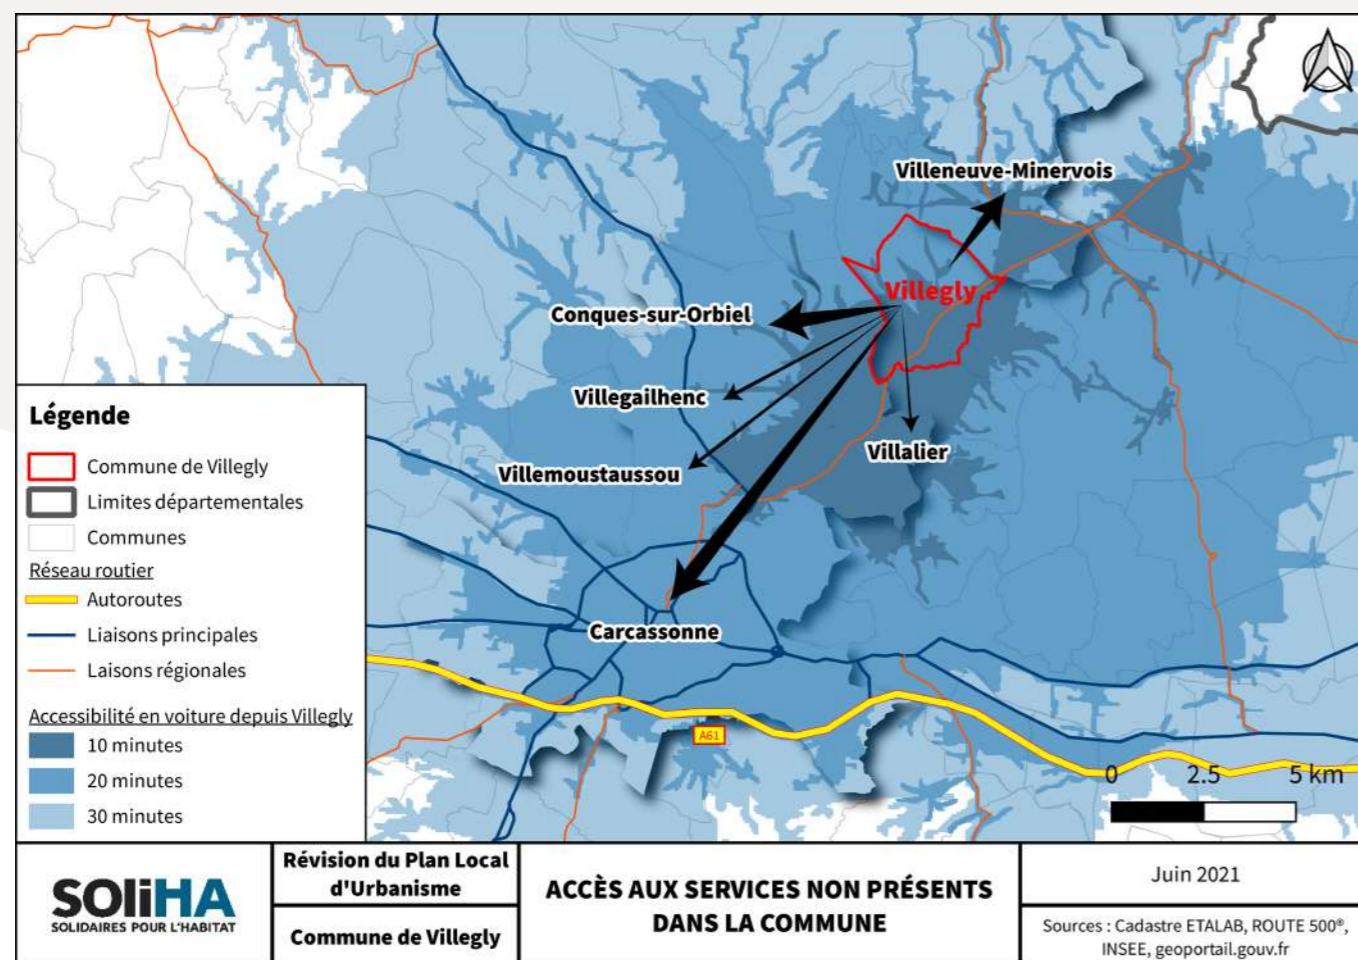 Villeneuve-Minervois
Villegly
Conques-sur-Orbiel
Villegailhenc
Villalier
Villemoustaussou
Carcassonne
A61
0 2.5 5 km
Légende
Commune de Villegly
Limites départementales
Communes
Réseau routier
Autoroutes
Liaisons principales
Laisons régionales
Accessibilité en voiture depuis Villegly
10 minutes
20 minutes
30 minutes
SOliHA
SOLIDAIRES POUR L'HABITAT
Révision du Plan Local
d'Urbanisme
Commune de Villegly
ACCÈS AUX SERVICES NON PRÉSENTS
DANS LA COMMUNE
Juin 2021
Sources : Cadastre ETALAB, ROUTE 500®,
INSEE, geoportail.gouv.fr